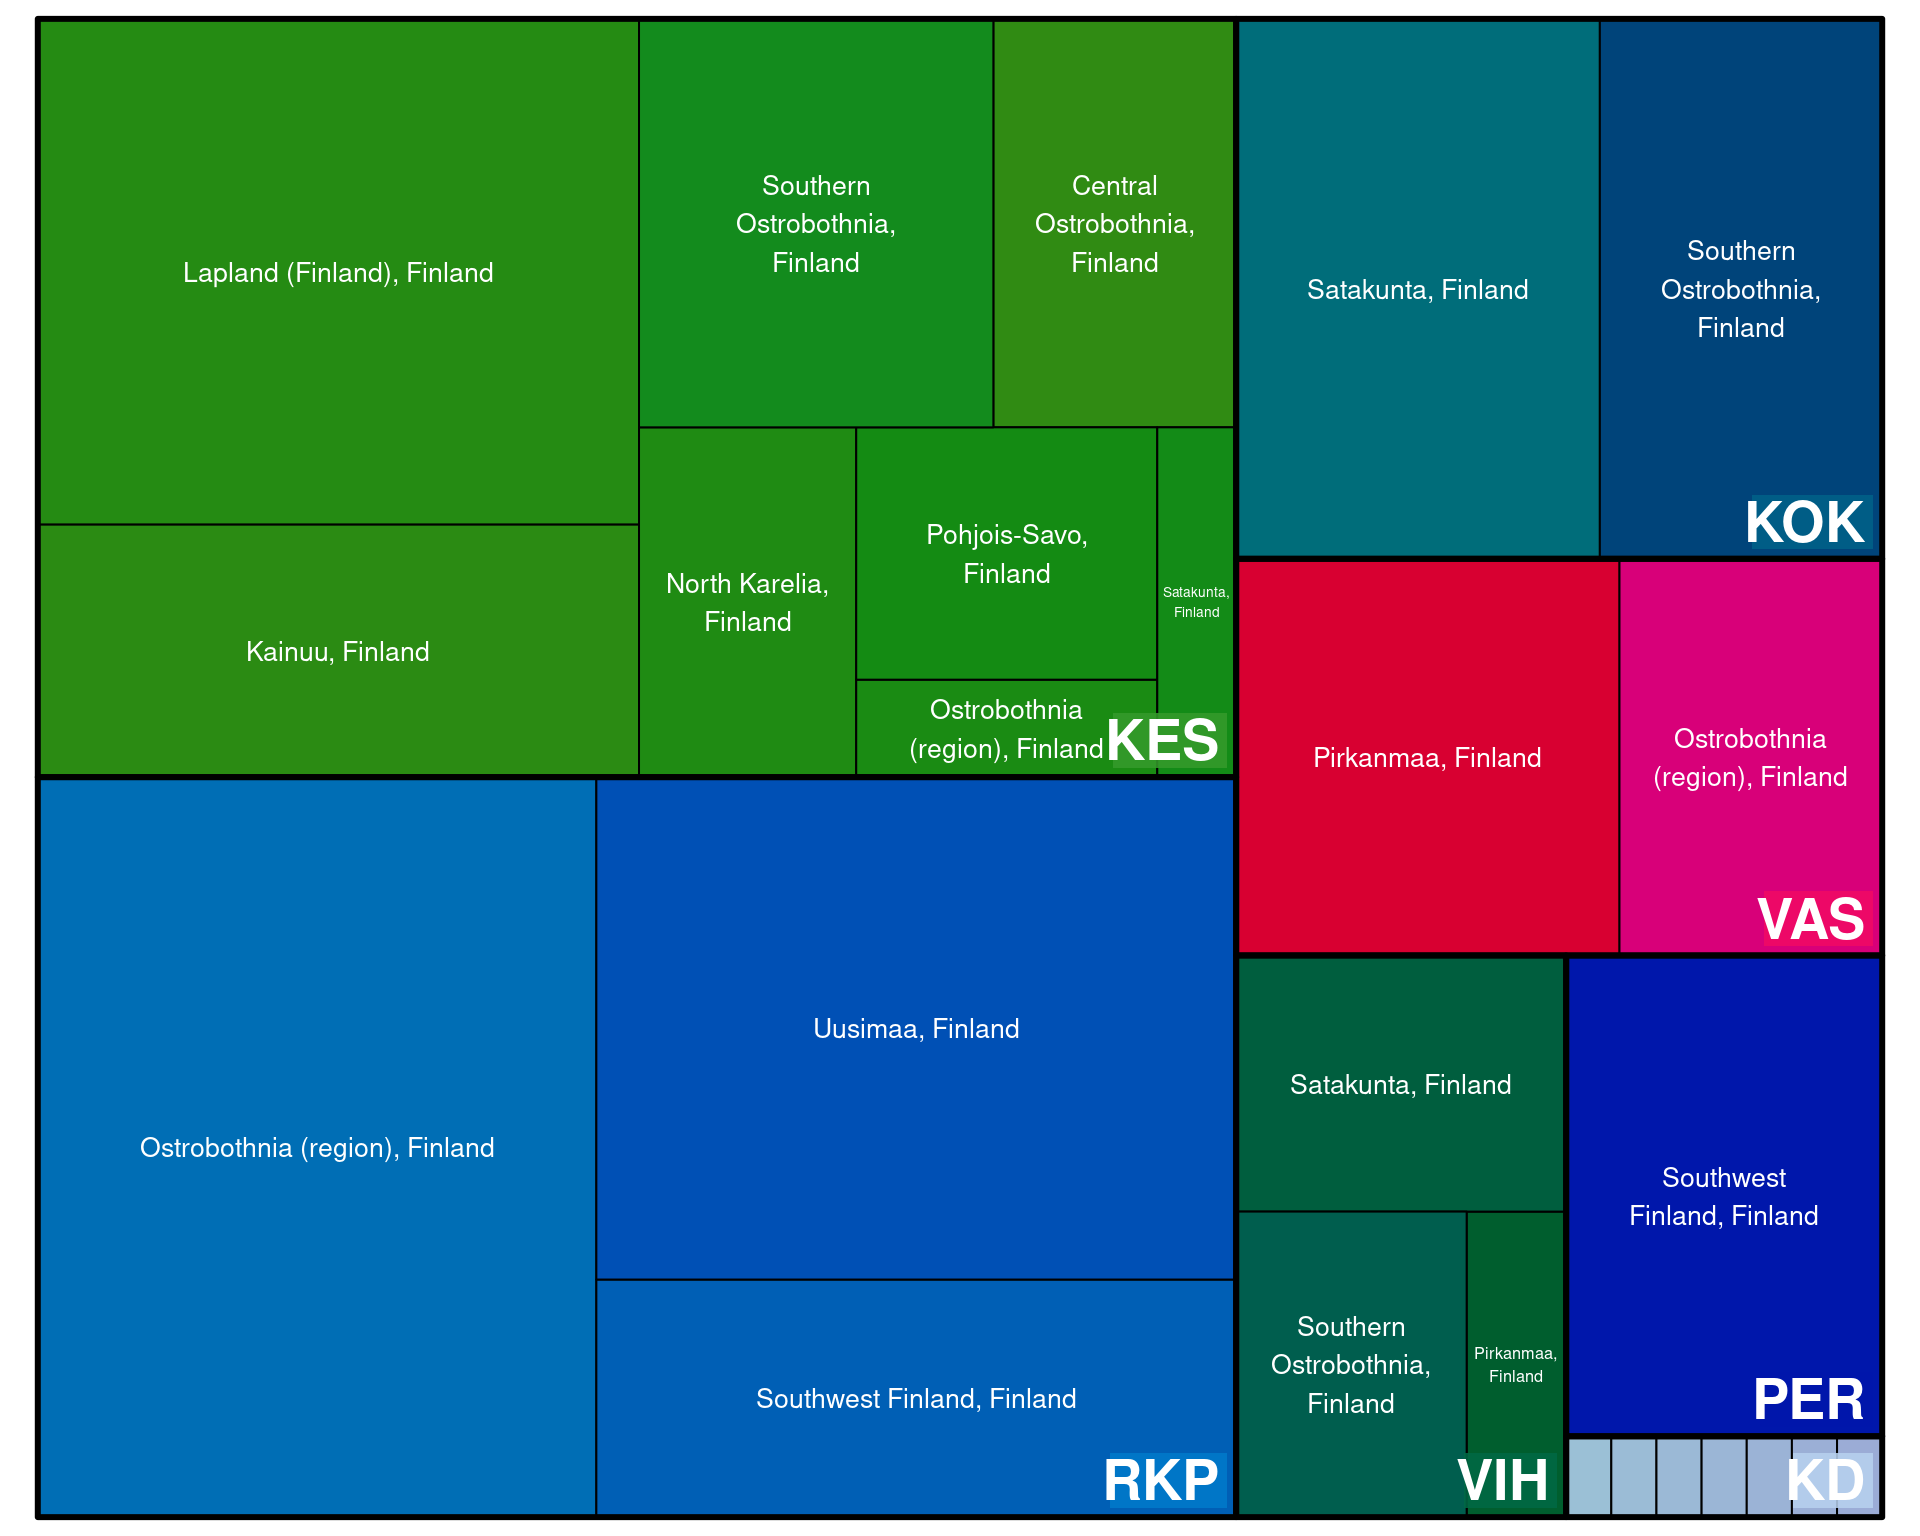 Lapland (Finland), Finland
Southern
Ostrobothnia,
Finland
Central
Ostrobothnia,
Finland
Kainuu, Finland
North Karelia,
Finland
Pohjois-Savo,
Finland
Satakunta,
Finland
Ostrobothnia
(region), Finland
KES
Satakunta, Finland
Southern
Ostrobothnia,
Finland
KOK
Pirkanmaa, Finland
Ostrobothnia
(region), Finland
VAS
Ostrobothnia (region), Finland
Uusimaa, Finland
Southwest Finland, Finland
RKP
Satakunta, Finland
Southern
Ostrobothnia,
Finland
Pirkanmaa,
Finland
VIH
Southwest
Finland, Finland
PER
KD